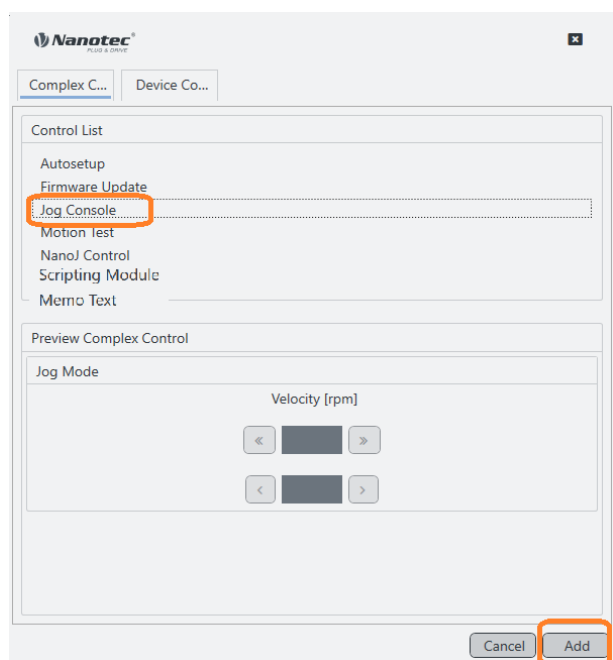 Nanotec®
PLUG & DRIVE
Complex C... Device Co...
Control List
Autosetup
Firmware Update
Jog Console
Motion Test
NanoJ Control
Scripting Module
Memo Text
Preview Complex Control
Jog Mode
Velocity [rpm]
« »
‹ ›
Cancel Add